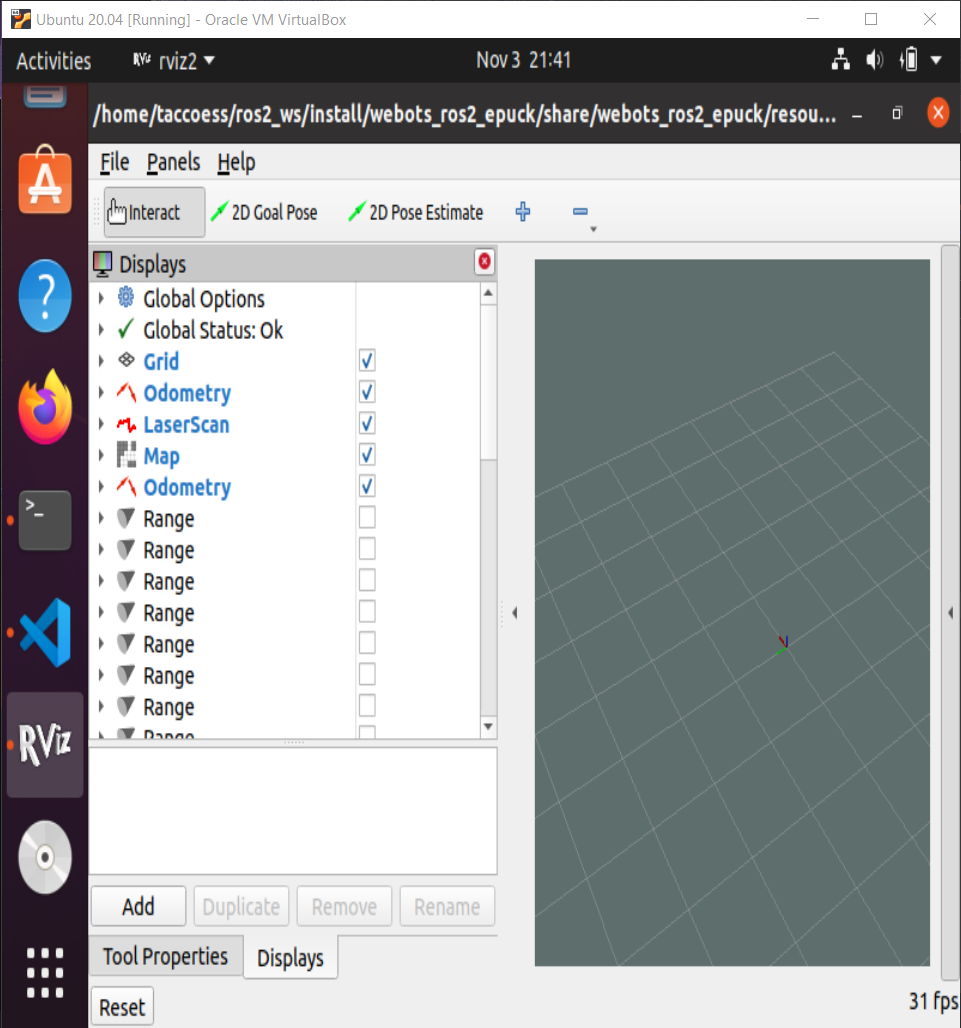 Ubuntu 20.04 [Running] - Oracle VM VirtualBox
Activities
RViz rviz2
Nov 3 21:41
/home/taccoess/ros2_ws/install/webots_ros2_epuck/share/webots_ros2_epuck/resou...
File Panels Help
Interact 2D Goal Pose 2D Pose Estimate
Displays
Global Options
Global Status: Ok
Grid
Odometry
LaserScan
Map
Odometry
Range
Range
Range
Range
Range
Range
Range
Range
>_
RViz
Add Duplicate Remove Rename
Tool Properties Displays
Reset
31 fps